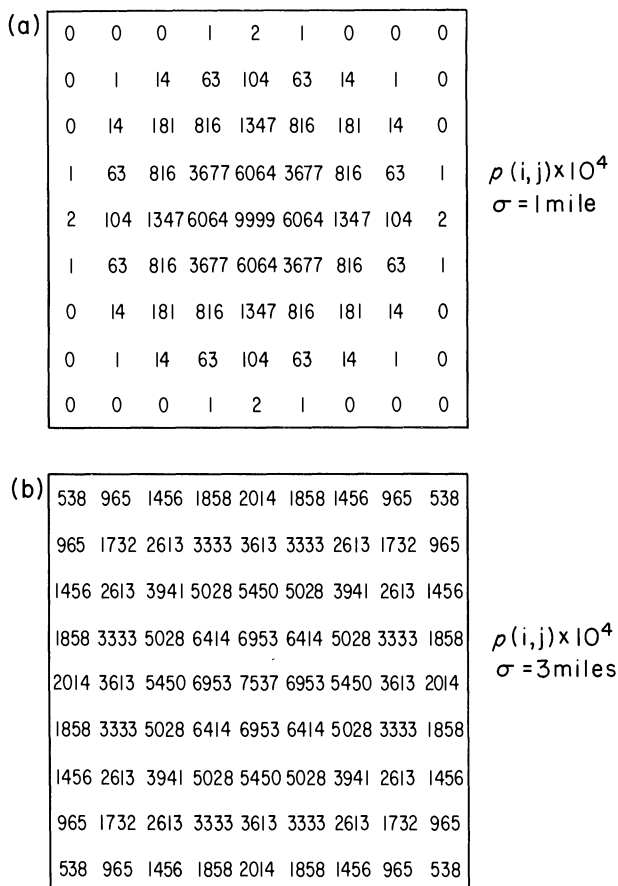 (a)
0 0 0 1 2 1 0 0 0
0 1 14 63 104 63 14 1 0
0 14 181 816 1347 816 181 14 0
1 63 816 3677 6064 3677 816 63 1
2 104 1347 6064 9999 6064 1347 104 2
1 63 816 3677 6064 3677 816 63 1
0 14 181 816 1347 816 181 14 0
0 1 14 63 104 63 14 1 0
0 0 0 1 2 1 0 0 0
p(i,j)×10⁴
σ=1mile
(b)
538 965 1456 1858 2014 1858 1456 965 538
965 1732 2613 3333 3613 3333 2613 1732 965
1456 2613 3941 5028 5450 5028 3941 2613 1456
1858 3333 5028 6414 6953 6414 5028 3333 1858
2014 3613 5450 6953 7537 6953 5450 3613 2014
1858 3333 5028 6414 6953 6414 5028 3333 1858
1456 2613 3941 5028 5450 5028 3941 2613 1456
965 1732 2613 3333 3613 3333 2613 1732 965
538 965 1456 1858 2014 1858 1456 965 538
p(i,j)×10⁴
σ=3miles